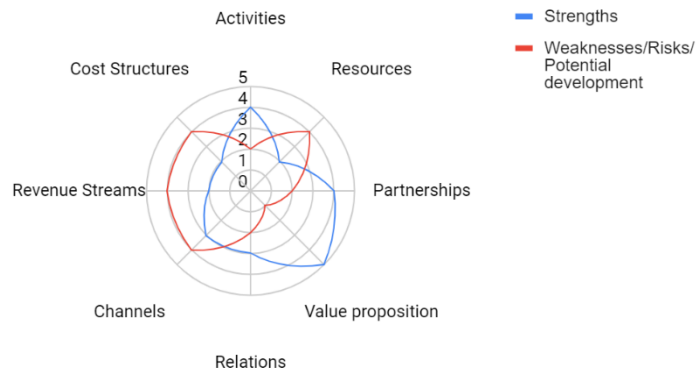 Activities
Strengths
Weaknesses/Risks/
Potential
development
Cost Structures
Resources
5
4
3
2
1
0
Revenue Streams
Partnerships
Channels
Value proposition
Relations